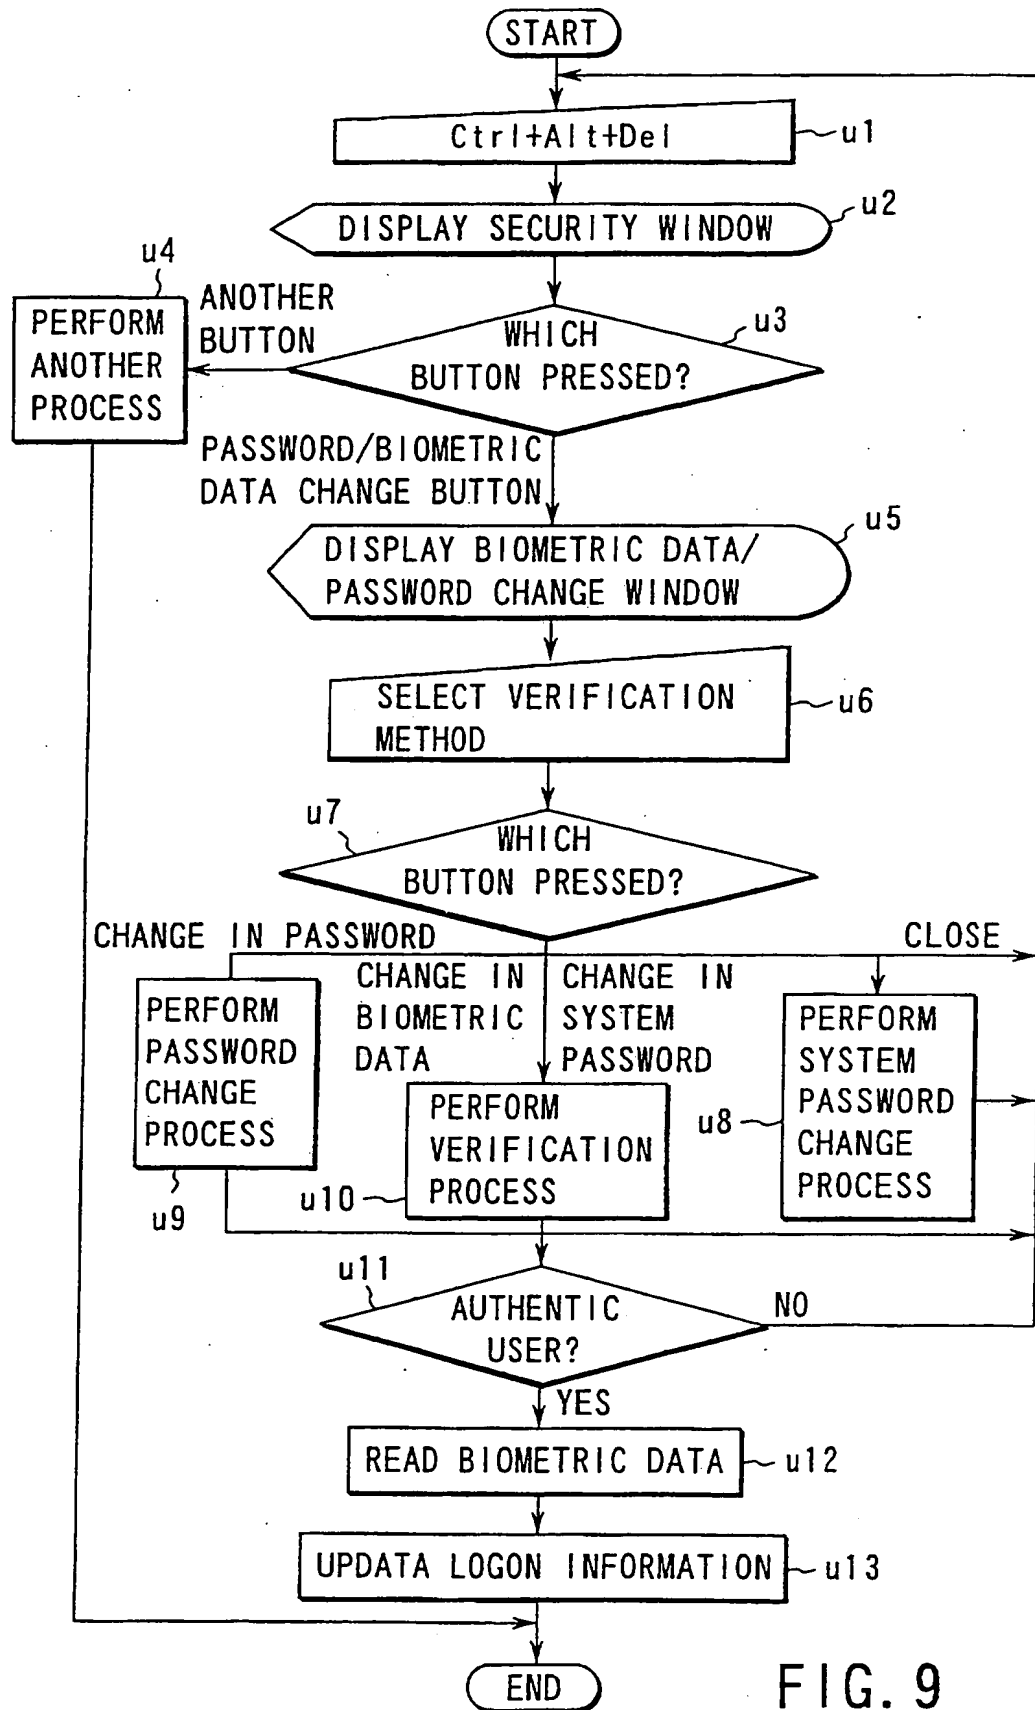 START
Ctrl+Alt+Del
u1
DISPLAY SECURITY WINDOW
u2
u4
PERFORM
ANOTHER
PROCESS
ANOTHER
BUTTON
WHICH
BUTTON PRESSED?
u3
PASSWORD/BIOMETRIC
DATA CHANGE BUTTON
u5
DISPLAY BIOMETRIC DATA/
PASSWORD CHANGE WINDOW
SELECT VERIFICATION
METHOD
u6
u7
WHICH
BUTTON PRESSED?
CHANGE IN PASSWORD
CLOSE
PERFORM
PASSWORD
CHANGE
PROCESS
u9
CHANGE IN
BIOMETRIC
DATA
CHANGE IN
SYSTEM
PASSWORD
PERFORM
VERIFICATION
PROCESS
u10
u8
PERFORM
SYSTEM
PASSWORD
CHANGE
PROCESS
u11
AUTHENTIC
USER?
NO
YES
READ BIOMETRIC DATA
u12
UPDATA LOGON INFORMATION
u13
END
FIG. 9